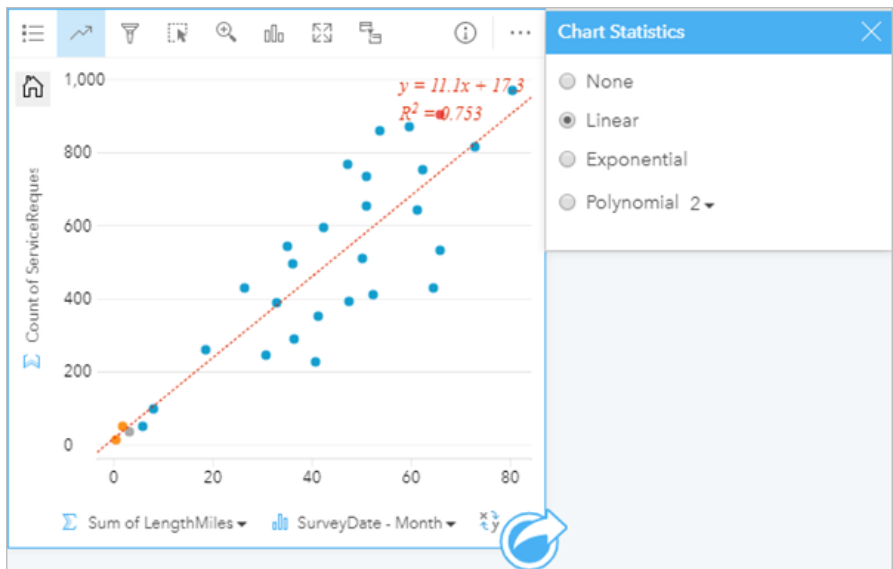 Chart Statistics
None
Linear
Exponential
Polynomial 2
y = 11.1x + 17.3
R² = 0.753
1,000
800
600
400
200
0
Count of ServiceReques
0 20 40 60 80
Sum of LengthMiles SurveyDate - Month x y